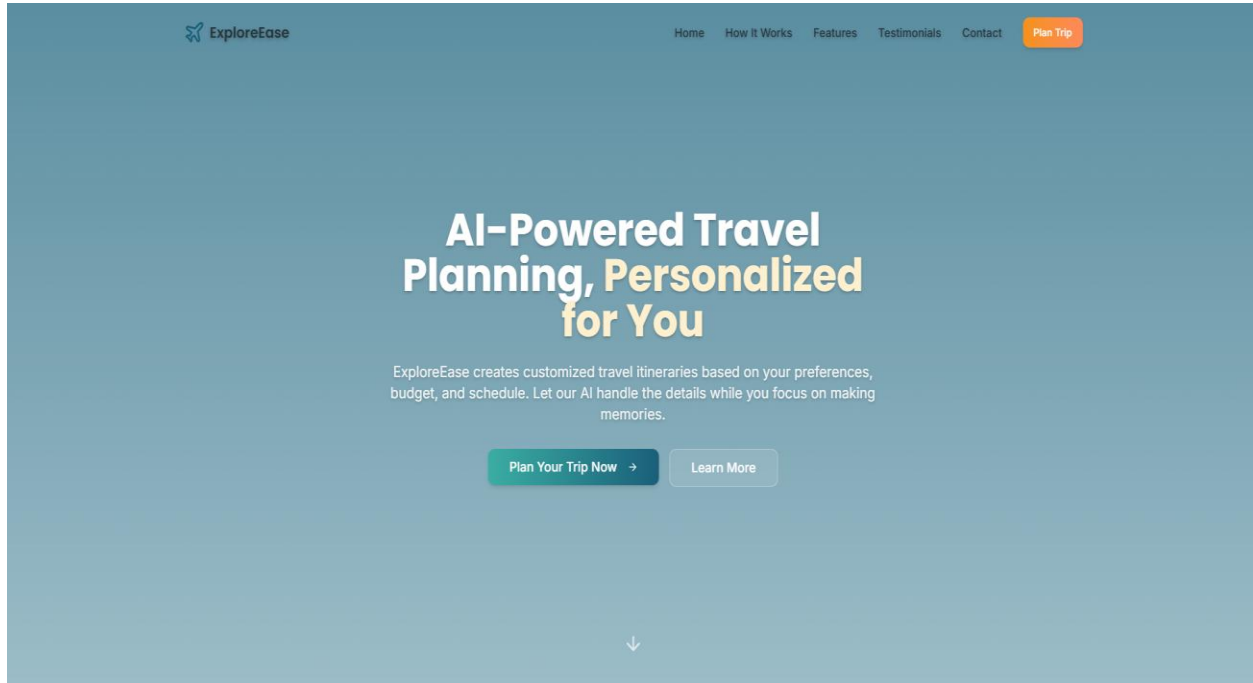 ExploreEase
Home How It Works Features Testimonials Contact Plan Trip
AI-Powered Travel
Planning, Personalized
for You
ExploreEase creates customized travel itineraries based on your preferences,
budget, and schedule. Let our AI handle the details while you focus on making
memories.
Plan Your Trip Now → Learn More